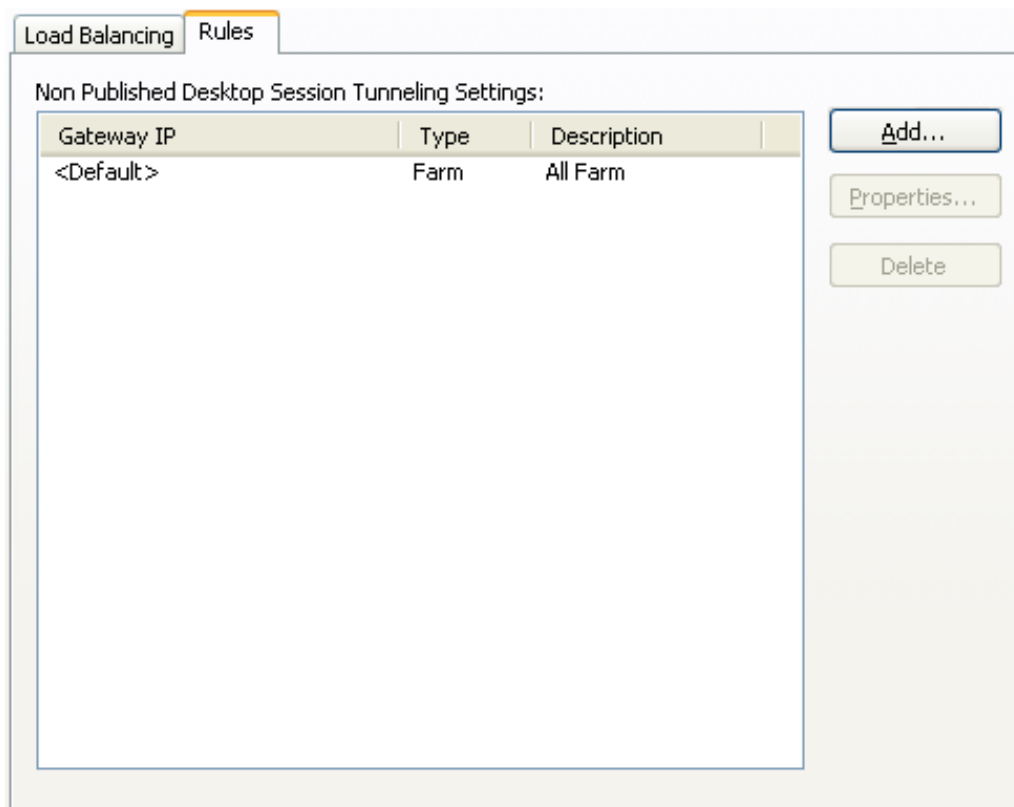 Load Balancing Rules
Non Published Desktop Session Tunneling Settings:
Gateway IP Type Description
<Default> Farm All Farm
Add...
Properties...
Delete